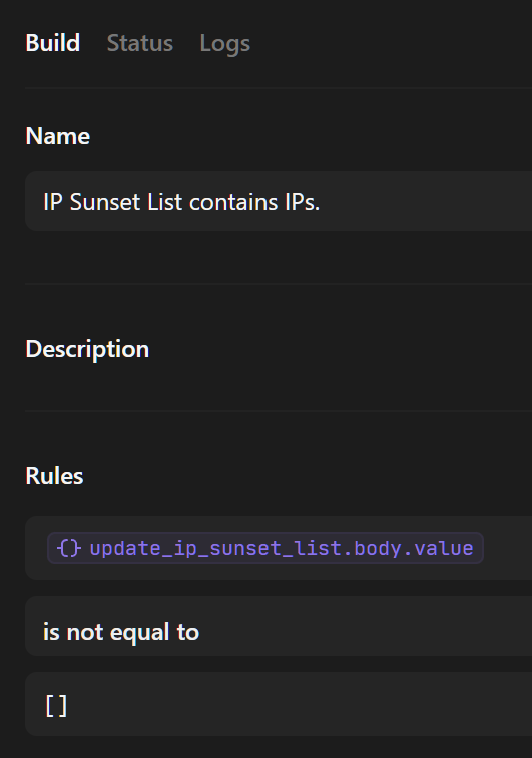 Build Status Logs
Name
IP Sunset List contains IPs.
Description
Rules
{} update_ip_sunset_list.body.value
is not equal to
[]